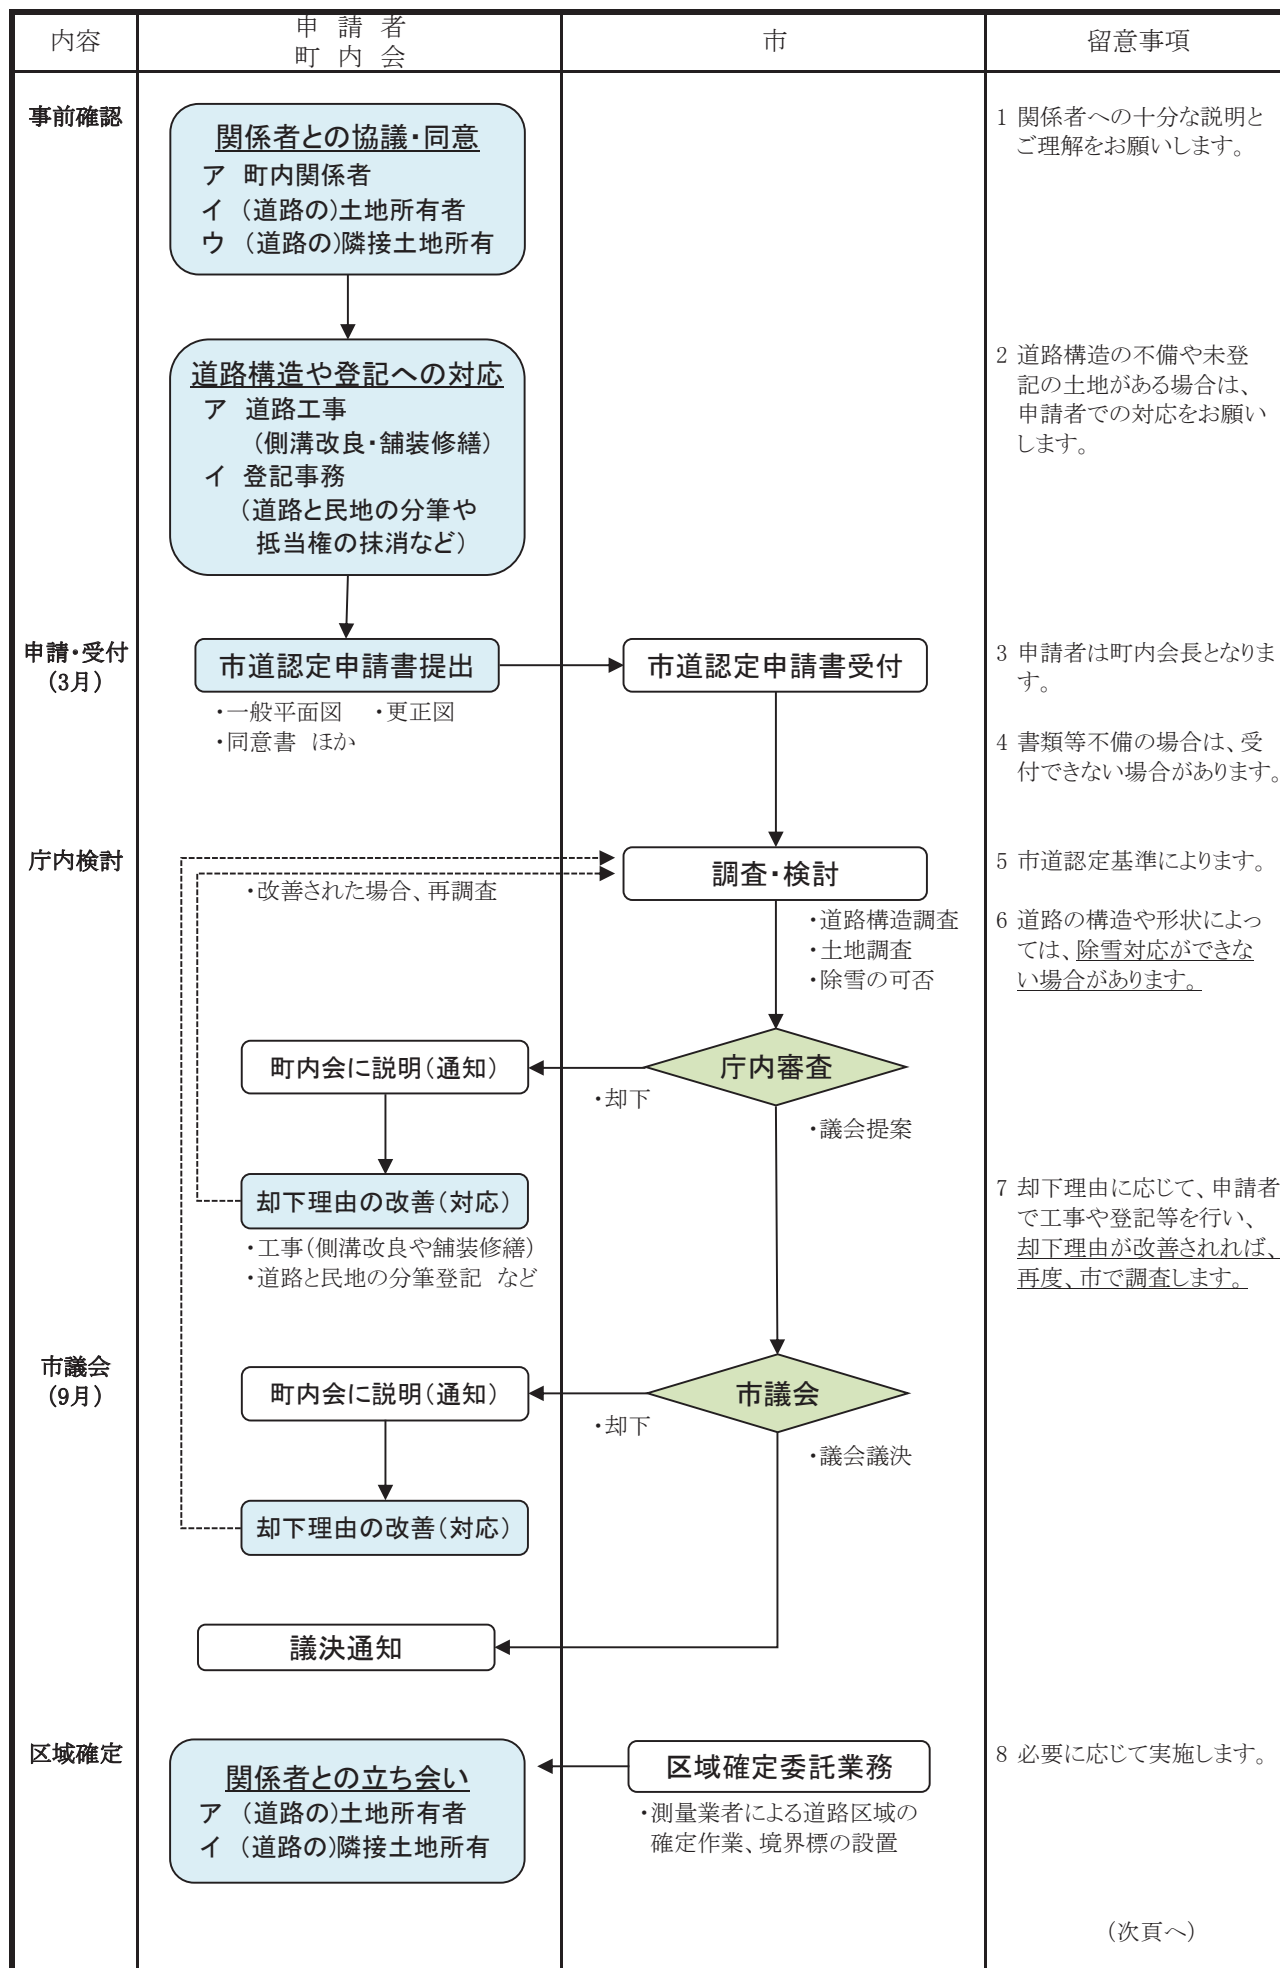 内容
申 請 者
町 内 会
市
留意事項
事前確認
関係者との協議・同意
ア 町内関係者
イ （道路の）土地所有者
ウ （道路の）隣接土地所有
1 関係者への十分な説明と
ご理解をお願いします。
道路構造や登記への対応
ア 道路工事
（側溝改良・舗装修繕）
イ 登記事務
（道路と民地の分筆や
抵当権の抹消など）
2 道路構造の不備や未登
記の土地がある場合は、
申請者での対応をお願い
します。
申請・受付
（3月）
市道認定申請書提出
・一般平面図 ・更正図
・同意書 ほか
市道認定申請書受付
3 申請者は町内会長となりま
す。
4 書類等不備の場合は、受
付できない場合があります。
庁内検討
・改善された場合、再調査
調査・検討
・道路構造調査
・土地調査
・除雪の可否
5 市道認定基準によります。
6 道路の構造や形状によっ
ては、除雪対応ができな
い場合があります。
町内会に説明（通知）
・却下
庁内審査
・議会提案
却下理由の改善（対応）
・工事（側溝改良や舗装修繕）
・道路と民地の分筆登記 など
7 却下理由に応じて、申請者
で工事や登記等を行い、
却下理由が改善されれば、
再度、市で調査します。
市議会
（9月）
町内会に説明（通知）
・却下
市議会
・議会議決
却下理由の改善（対応）
議決通知
区域確定
関係者との立ち会い
ア （道路の）土地所有者
イ （道路の）隣接土地所有
区域確定委託業務
・測量業者による道路区域の
確定作業、境界標の設置
8 必要に応じて実施します。
（次頁へ）